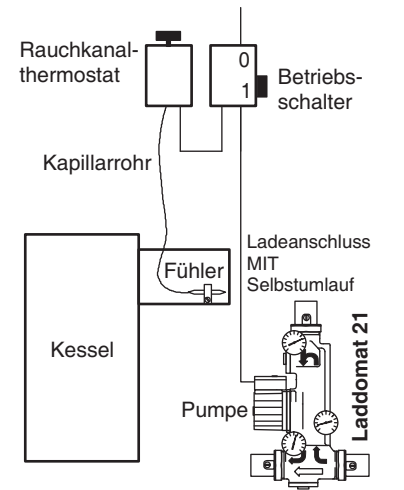 Rauchkanal-
thermostat
0
1
Betriebs-
schalter
Kapillarrohr
Ladeanschluss
MIT
Selbstumlauf
Fühler
Kessel
Pumpe
Laddomat 21